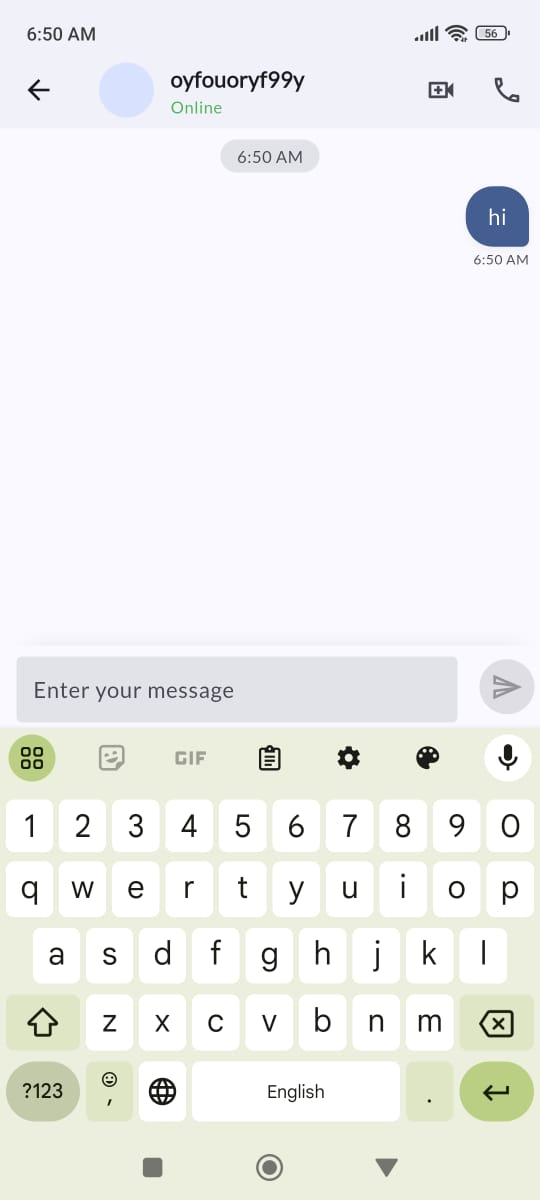 6:50 AM
56
oyfouoryf99y
Online
6:50 AM
hi
6:50 AM
Enter your message
GIF
1 2 3 4 5 6 7 8 9 0
q w e r t y u i o p
a s d f g h j k l
z x c v b n m
?123 , English .